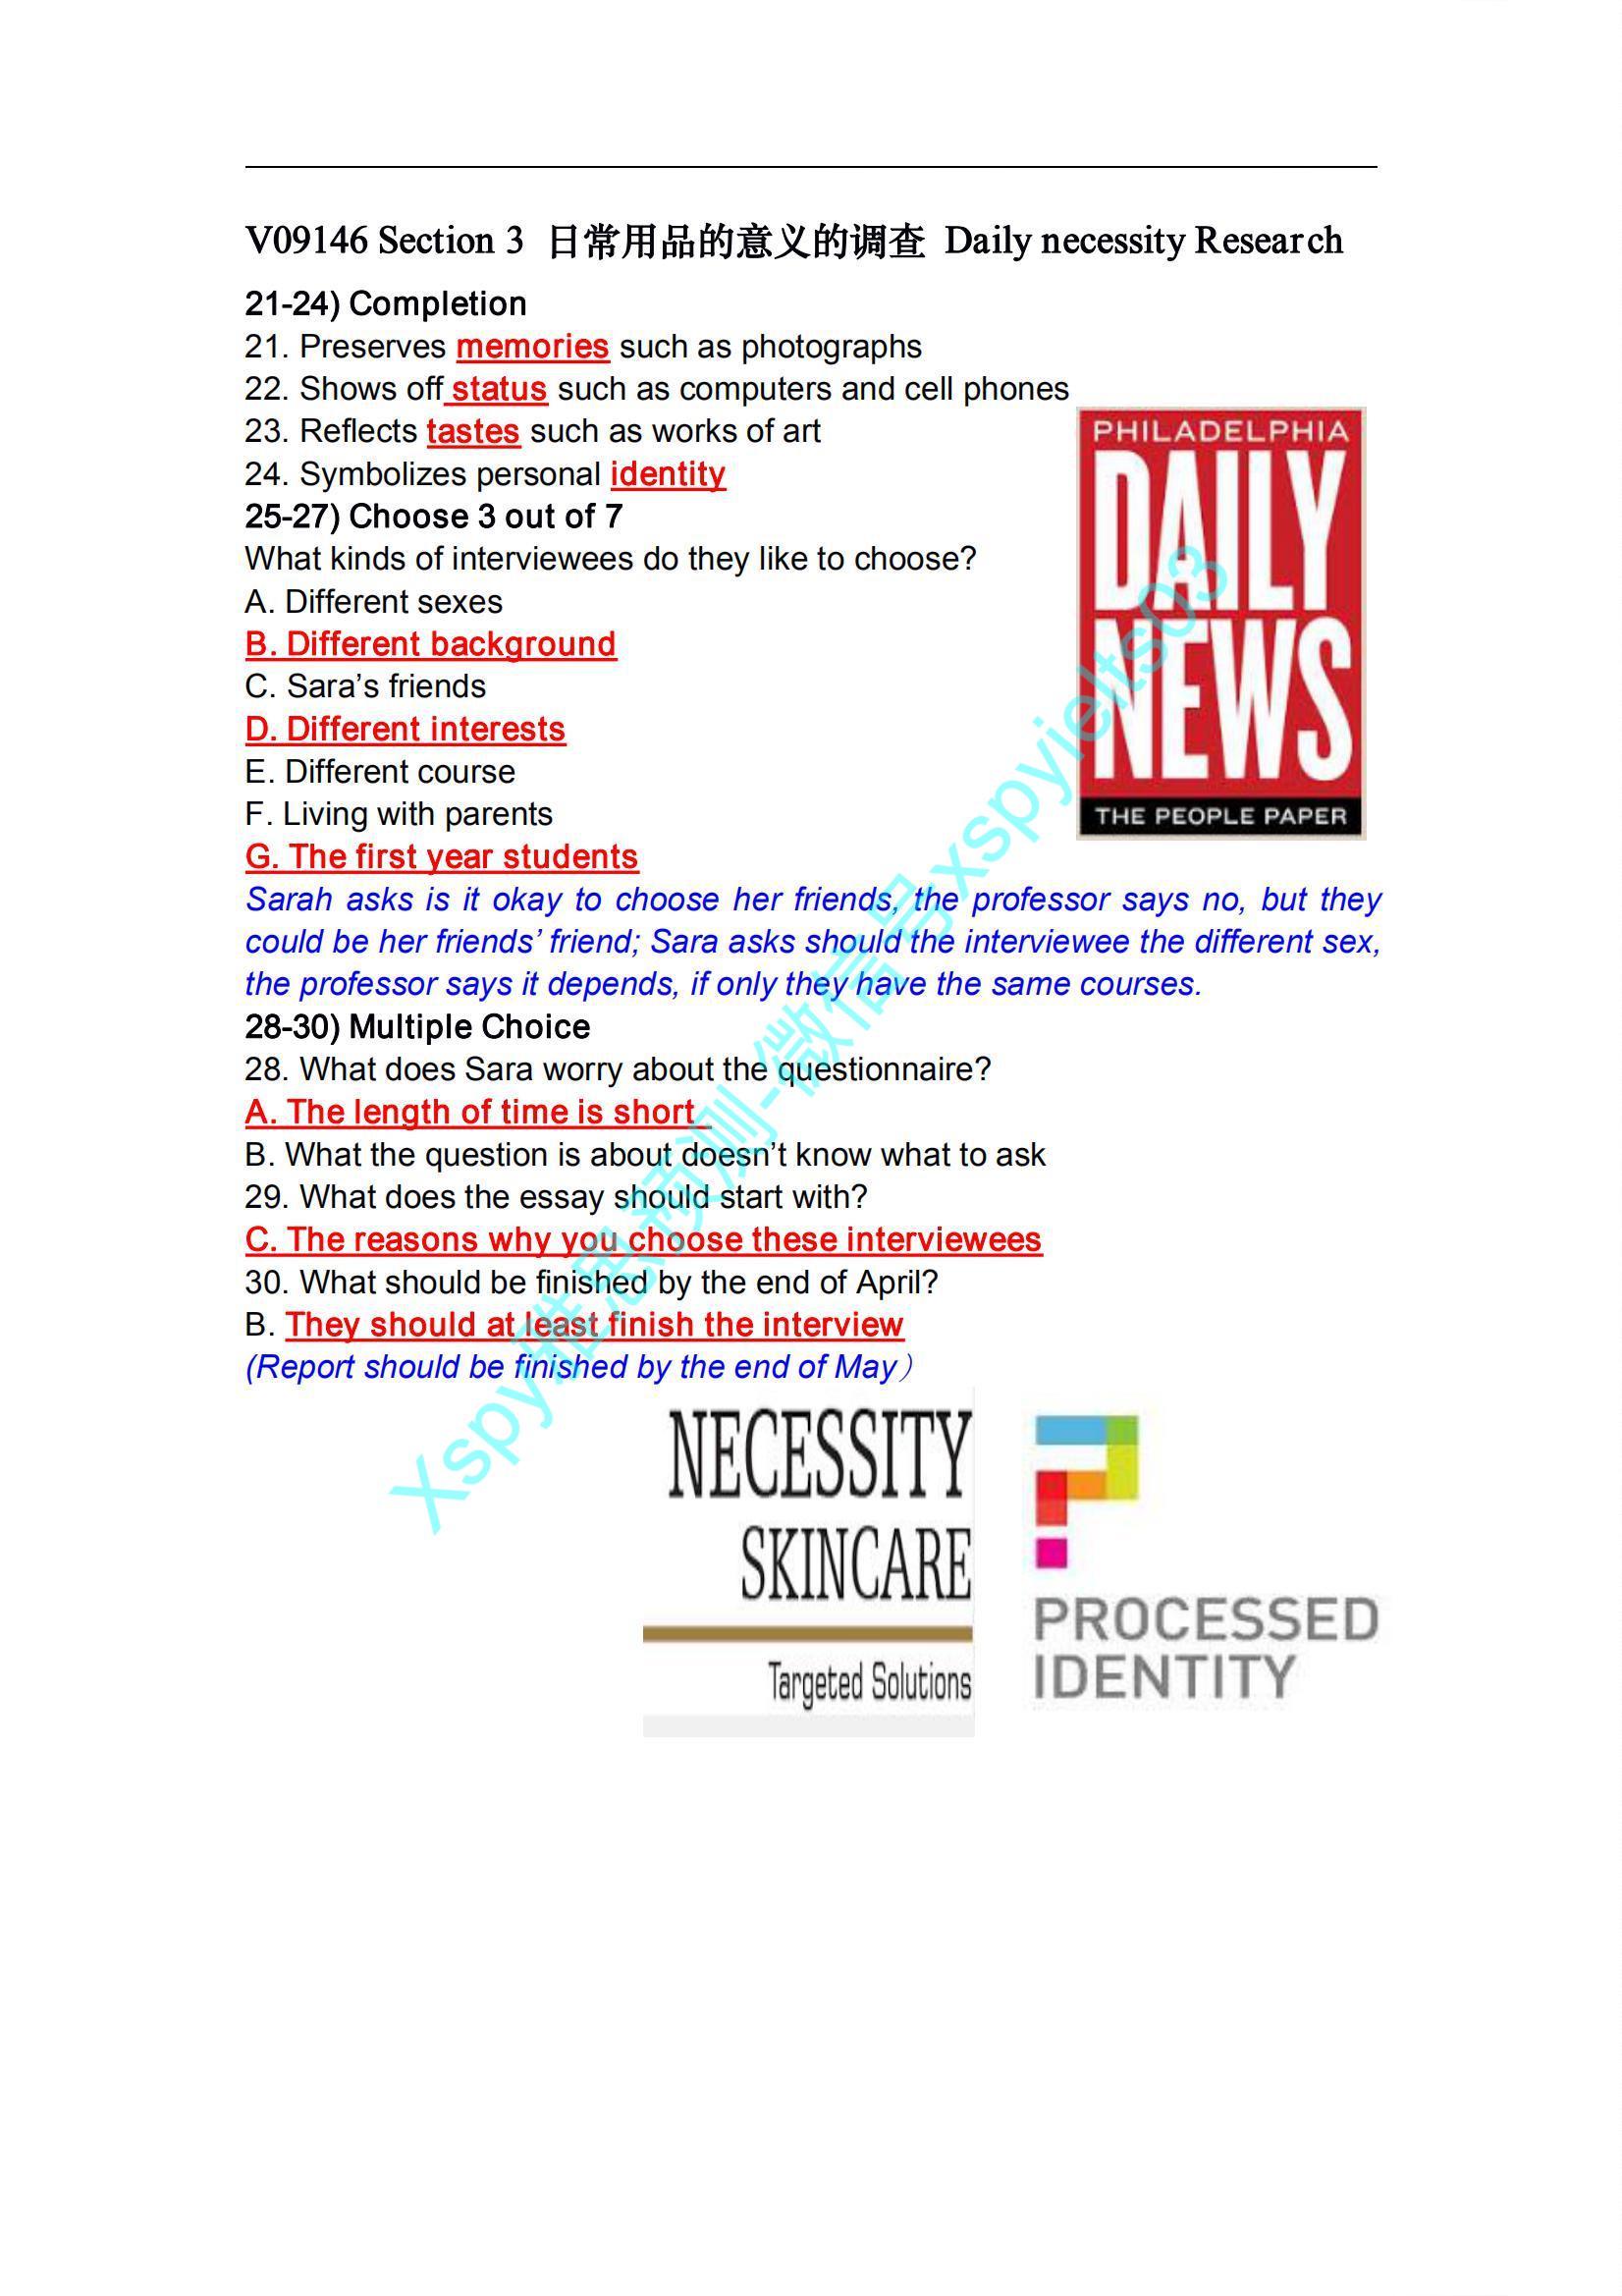 V09146 Section 3 日常用品的意义的调查 Daily necessity Research
21-24) Completion
21. Preserves memories such as photographs
22. Shows off status such as computers and cell phones
23. Reflects tastes such as works of art
24. Symbolizes personal identity
25-27) Choose 3 out of 7
What kinds of interviewees do they like to choose?
A. Different sexes
B. Different background
C. Sara's friends
D. Different interests
E. Different course
F. Living with parents
G. The first year students
Sarah asks is it okay to choose her friends, the professor says no, but they
could be her friends' friend; Sara asks should the interviewee the different sex,
the professor says it depends, if only they have the same courses.
28-30) Multiple Choice
28. What does Sara worry about the questionnaire?
A. The length of time is short
B. What the question is about doesn't know what to ask
29. What does the essay should start with?
C. The reasons why you choose these interviewees
30. What should be finished by the end of April?
B. They should at least finish the interview
(Report should be finished by the end of May）
PHILADELPHIA
DAILY
NEWS
THE PEOPLE PAPER
NECESSITY
SKINCARE
Targeted Solutions
PROCESSED
IDENTITY
Xspy雅思预测-微信号xspyielts03